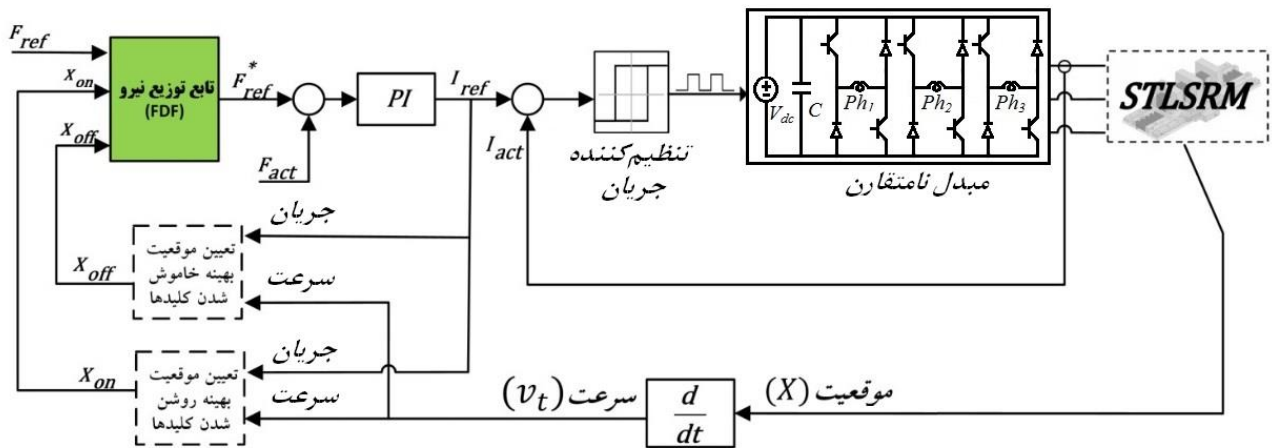 F_ref
X_on
X_off
تابع توزیع نیرو
(FDF)
F*_ref
F_act
PI
I_ref
I_act
تنظیم‌کننده
جریان
V_dc
C
Ph_1
Ph_2
Ph_3
مبدل نامتقارن
STLSRM
جریان
سرعت
تعیین موقعیت
بهینه خاموش
شدن کلیدها
X_off
جریان
سرعت
تعیین موقعیت
بهینه روشن
شدن کلیدها
X_on
سرعت (v_t)
d
dt
موقعیت (X)